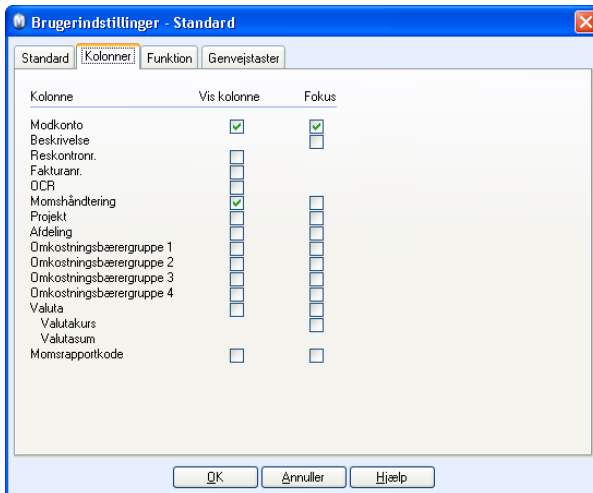 Brugerindstillinger - Standard
Standard Kolonner Funktion Genvejstaster
Kolonne Vis kolonne Fokus
Modkonto
Beskrivelse
Reskontronr.
Fakturanr.
OCR
Momshåndtering
Projekt
Afdeling
Omkostningsbærergruppe 1
Omkostningsbærergruppe 2
Omkostningsbærergruppe 3
Omkostningsbærergruppe 4
Valuta
Valutakurs
Valutasum
Momsrapportkode
OK Annuller Hjælp